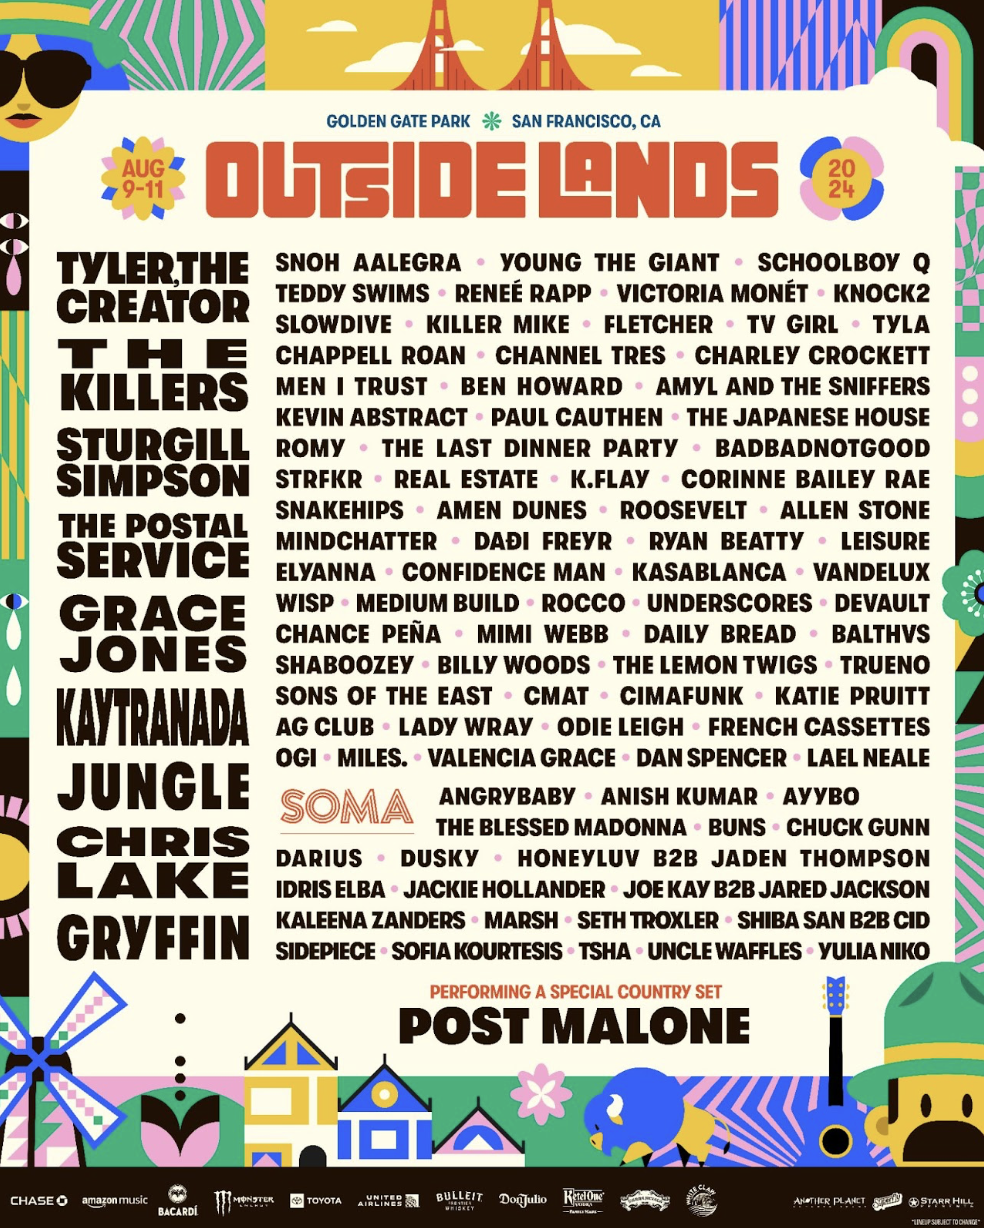 GOLDEN GATE PARK SAN FRANCISCO, CA
AUG
9-11
OUTSIDE LANDS
20
24
TYLER, THE
CREATOR
THE
KILLERS
STURGILL
SIMPSON
THE POSTAL
SERVICE
GRACE
JONES
KAYTRANADA
JUNGLE
CHRIS
LAKE
GRYFFIN
SNOH AALEGRA • YOUNG THE GIANT • SCHOOLBOY Q
TEDDY SWIMS • RENEÉ RAPP • VICTORIA MONÉT • KNOCK2
SLOWDIVE • KILLER MIKE • FLETCHER • TV GIRL • TYLA
CHAPPELL ROAN • CHANNEL TRES • CHARLEY CROCKETT
MEN I TRUST • BEN HOWARD • AMYL AND THE SNIFFERS
KEVIN ABSTRACT • PAUL CAUTHEN • THE JAPANESE HOUSE
ROMY • THE LAST DINNER PARTY • BADBADNOTGOOD
STRFKR • REAL ESTATE • K.FLAY • CORINNE BAILEY RAE
SNAKEHIPS • AMEN DUNES • ROOSEVELT • ALLEN STONE
MINDCHATTER • DAÐI FREYR • RYAN BEATTY • LEISURE
ELYANNA • CONFIDENCE MAN • KASABLANCA • VANDELUX
WISP • MEDIUM BUILD • ROCCO • UNDERSCORES • DEVAULT
CHANCE PEÑA • MIMI WEBB • DAILY BREAD • BALTHVS
SHABOOZEY • BILLY WOODS • THE LEMON TWIGS • TRUENO
SONS OF THE EAST • CMAT • CIMAFUNK • KATIE PRUITT
AG CLUB • LADY WRAY • ODIE LEIGH • FRENCH CASSETTES
OGI • MILES. • VALENCIA GRACE • DAN SPENCER • LAEL NEALE
SOMA
ANGRYBABY • ANISH KUMAR • AYYBO
THE BLESSED MADONNA • BUNS • CHUCK GUNN
DARIUS • DUSKY • HONEYLUV B2B JADEN THOMPSON
IDRIS ELBA • JACKIE HOLLANDER • JOE KAY B2B JARED JACKSON
KALEENA ZANDERS • MARSH • SETH TROXLER • SHIBA SAN B2B CID
SIDEPIECE • SOFIA KOURTESIS • TSHA • UNCLE WAFFLES • YULIA NIKO
PERFORMING A SPECIAL COUNTRY SET
POST MALONE
CHASE
amazon music
BACARDÍ
MONSTER
ENERGY
TOYOTA
UNITED
AIRLINES
BULLEIT
FRONTIER
WHISKEY
Don Julio
Ketel One
WHITE CLAW
ANOTHER PLANET
STARR HILL
*LINEUP SUBJECT TO CHANGE*